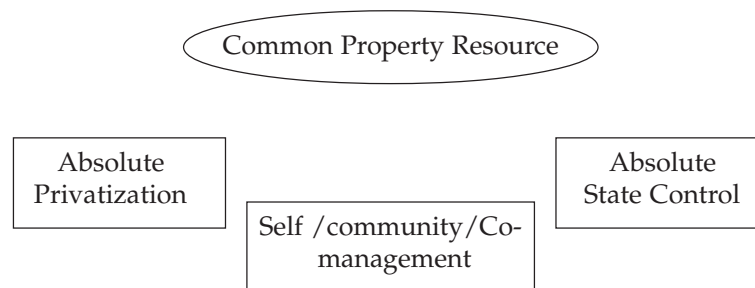 Common Property Resource
Absolute
Privatization
Absolute
State Control
Self /community/Co-
management